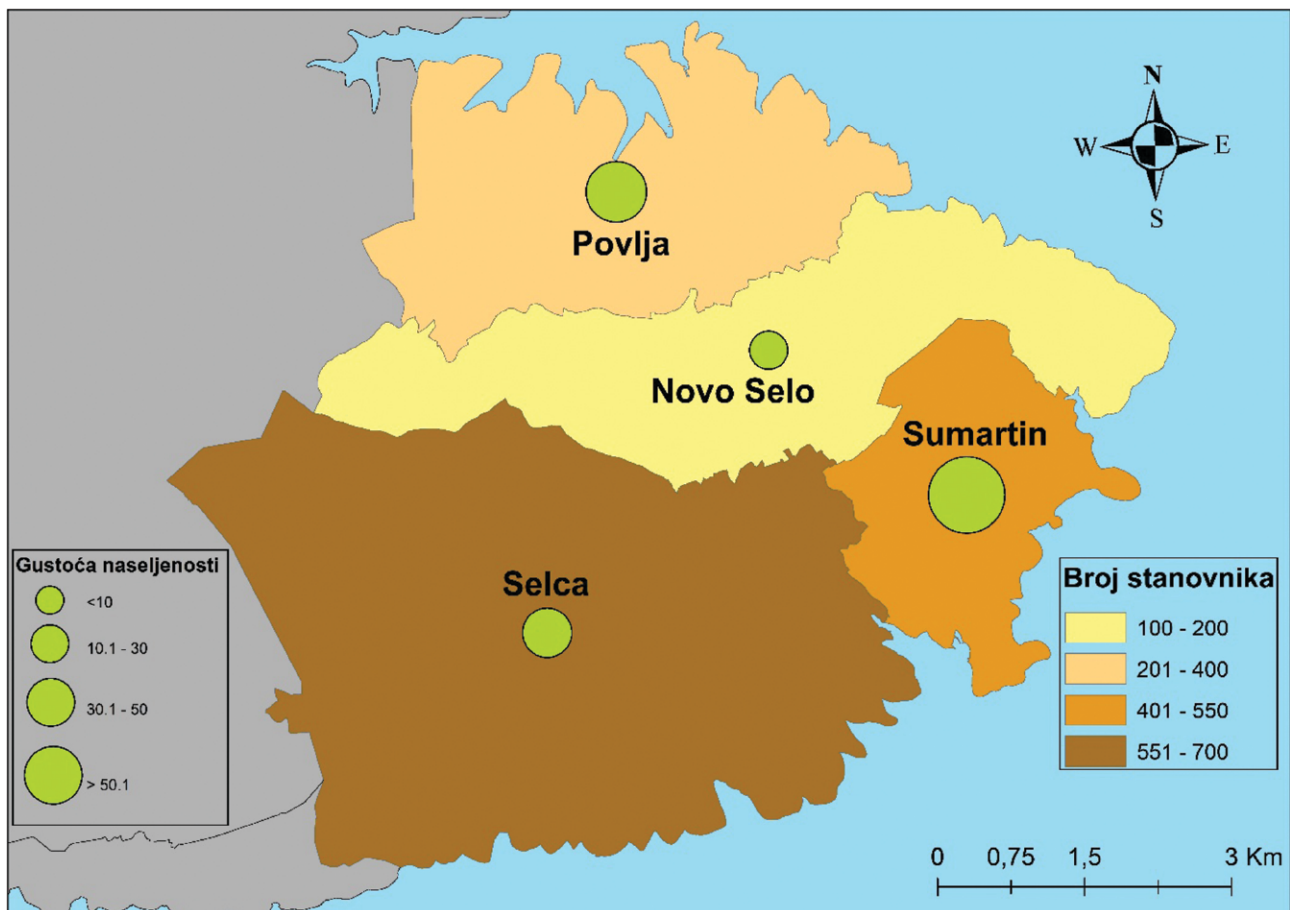 N
W E
S
Povlja
Novo Selo
Sumartin
Selca
Gustoća naseljenosti
<10
10.1 - 30
30.1 - 50
> 50.1
Broj stanovnika
100 - 200
201 - 400
401 - 550
551 - 700
0 0,75 1,5 3 Km